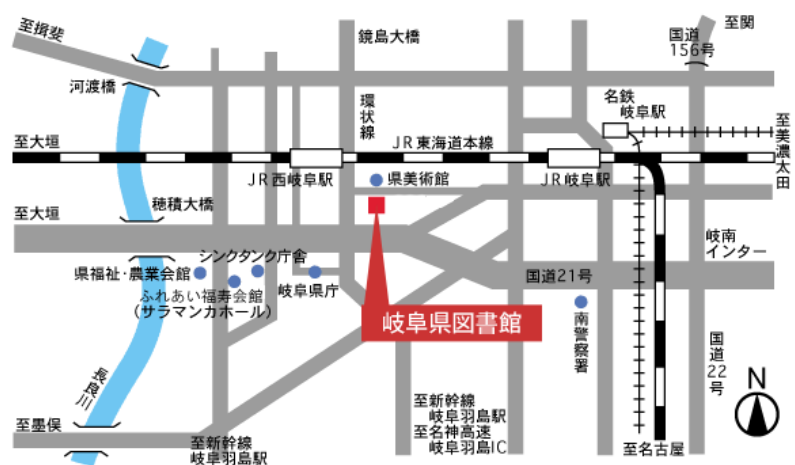 至揖斐
鏡島大橋
国道
156号
至関
河渡橋
環状線
名鉄
岐阜駅
至大垣
JR東海道本線
至美濃太田
JR西岐阜駅
県美術館
JR岐阜駅
穂積大橋
至大垣
シンクタンク庁舎
岐南
インター
県福祉・農業会館
ふれあい福寿会館
(サラマンカホール)
岐阜県庁
国道21号
岐阜県図書館
南警察署
国道22号
長良川
N
至墨俣
至新幹線
岐阜羽島駅
至新幹線
岐阜羽島駅
至名神高速
岐阜羽島IC
至名古屋